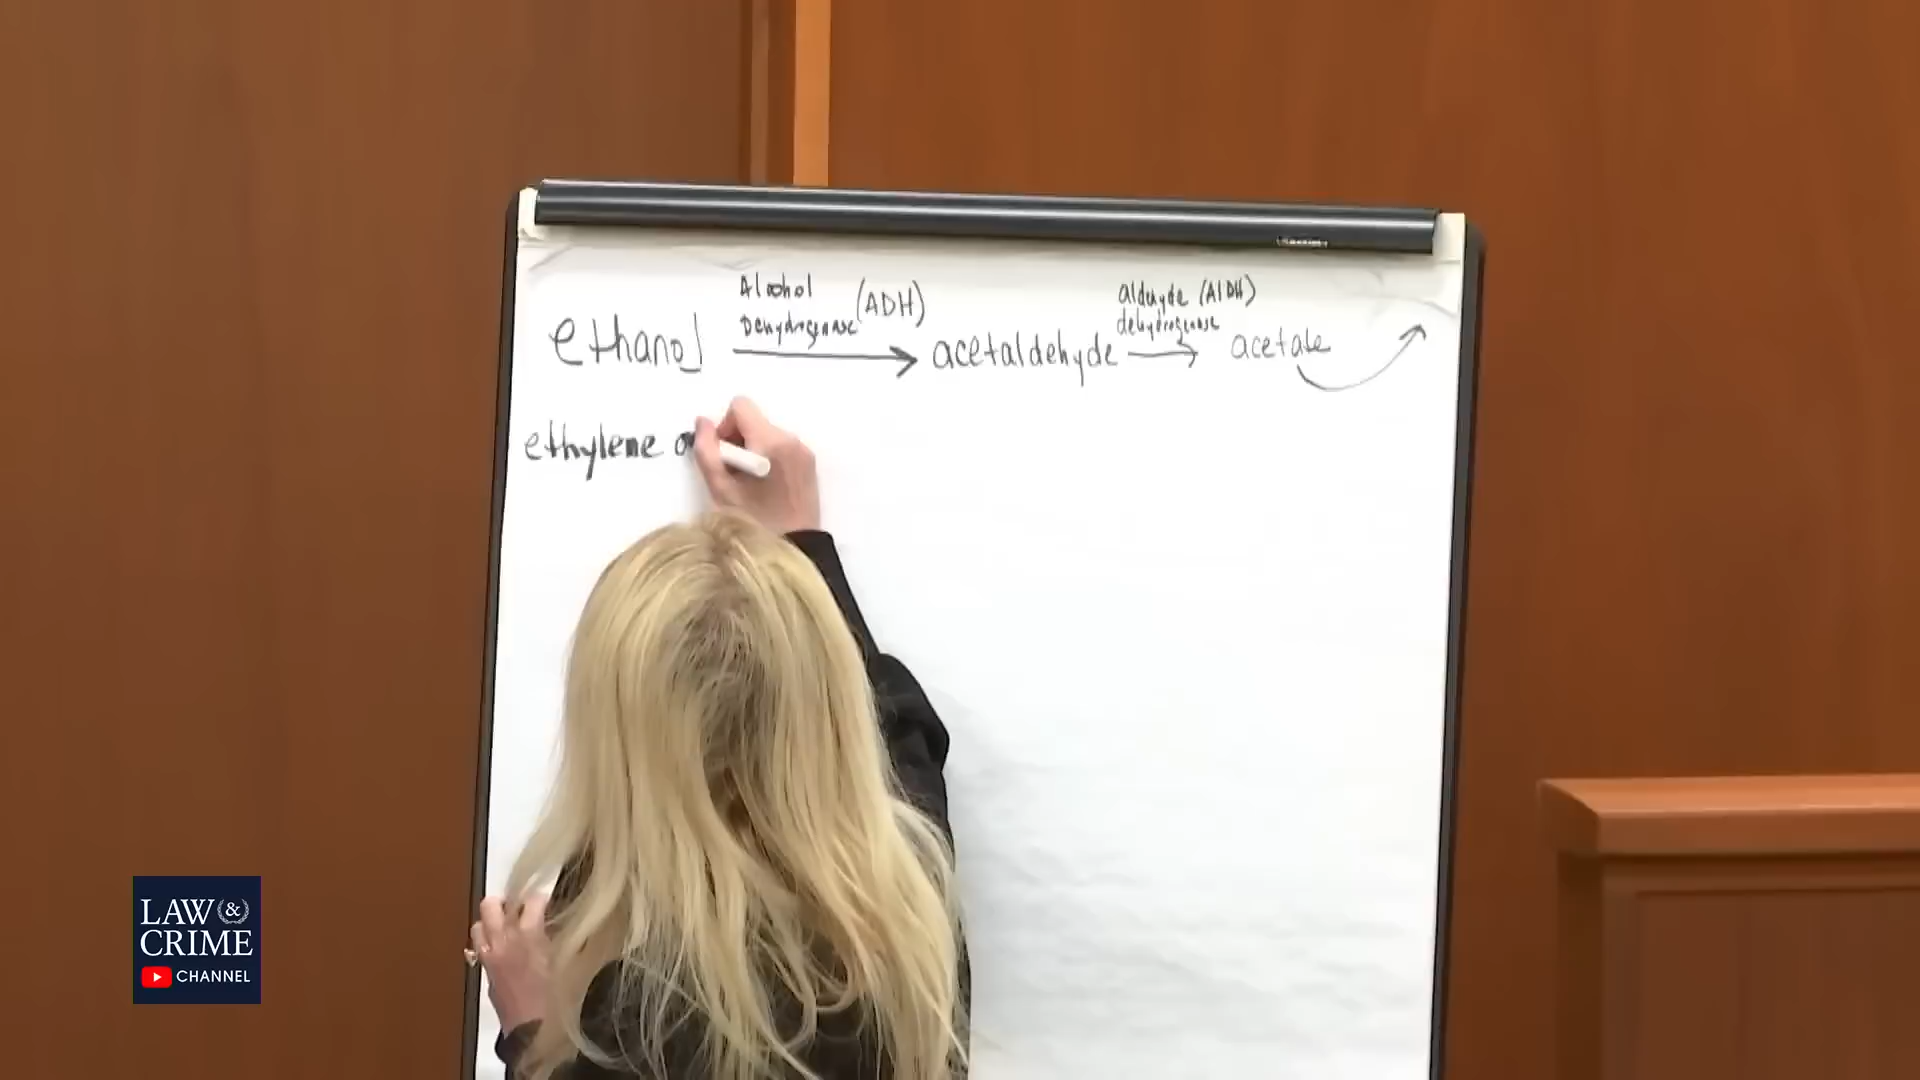 Alcohol
Dehydrogenase (ADH)
aldehyde (AlDH)
dehydrogenase
ethanol → acetaldehyde → acetate
ethylene
LAW &
CRIME
CHANNEL